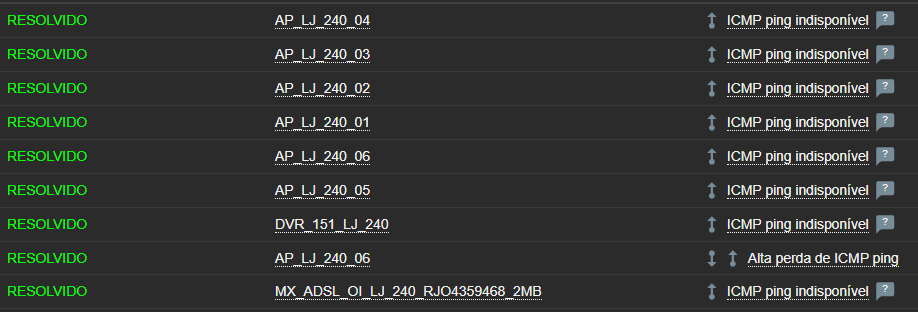 RESOLVIDO AP_LJ_240_04 ICMP ping indisponível ?
RESOLVIDO AP_LJ_240_03 ICMP ping indisponível ?
RESOLVIDO AP_LJ_240_02 ICMP ping indisponível ?
RESOLVIDO AP_LJ_240_01 ICMP ping indisponível ?
RESOLVIDO AP_LJ_240_06 ICMP ping indisponível ?
RESOLVIDO AP_LJ_240_05 ICMP ping indisponível ?
RESOLVIDO DVR_151_LJ_240 ICMP ping indisponível ?
RESOLVIDO AP_LJ_240_06 Alta perda de ICMP ping
RESOLVIDO MX_ADSL_OI_LJ_240_RJO4359468_2MB ICMP ping indisponível ?